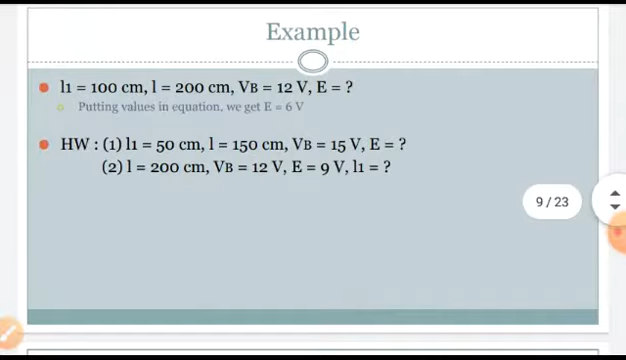 Example
l1 = 100 cm, l = 200 cm, VB = 12 V, E = ?
Putting values in equation, we get E = 6 V
HW : (1) l1 = 50 cm, l = 150 cm, VB = 15 V, E = ?
(2) l = 200 cm, VB = 12 V, E = 9 V, l1 = ?
9 / 23